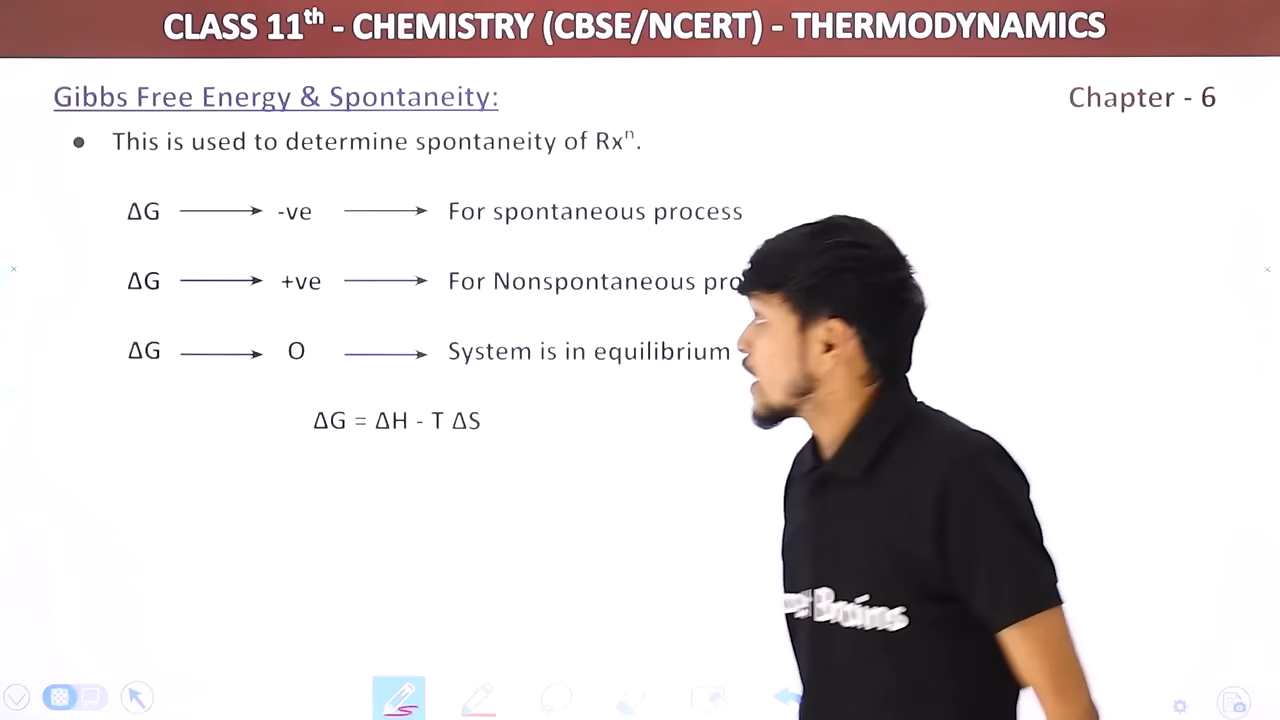 CLASS 11th - CHEMISTRY (CBSE/NCERT) - THERMODYNAMICS
Gibbs Free Energy & Spontaneity:
Chapter - 6
● This is used to determine spontaneity of Rxⁿ.
ΔG ⟶ -ve ⟶ For spontaneous process
ΔG ⟶ +ve ⟶ For Nonspontaneous pro
ΔG ⟶ O ⟶ System is in equilibrium
ΔG = ΔH - T ΔS
Brains